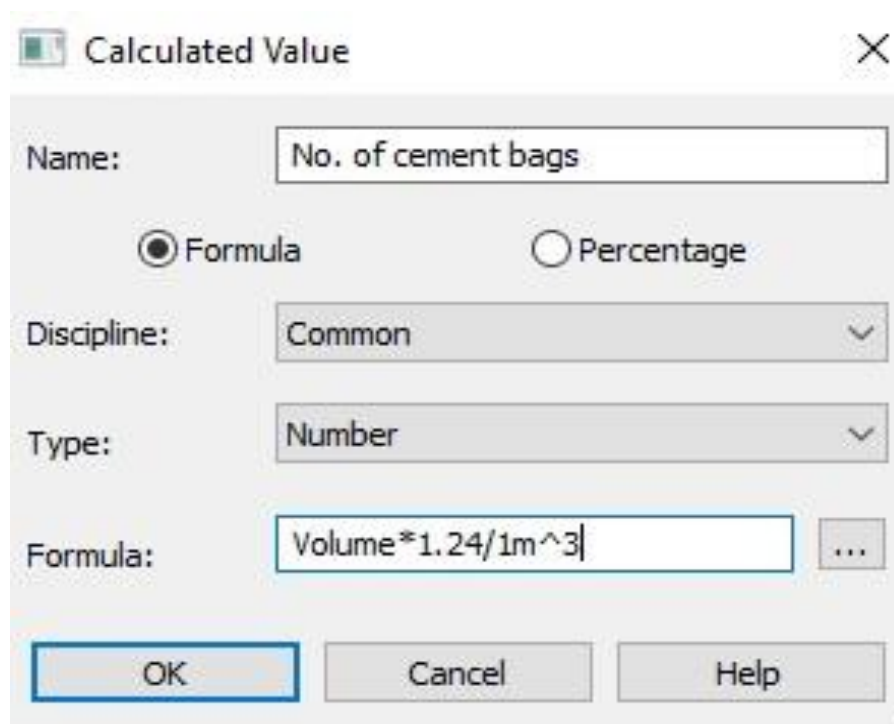 Calculated Value
Name: No. of cement bags
Formula Percentage
Discipline: Common
Type: Number
Formula: Volume*1.24/1m^3 ...
OK Cancel Help